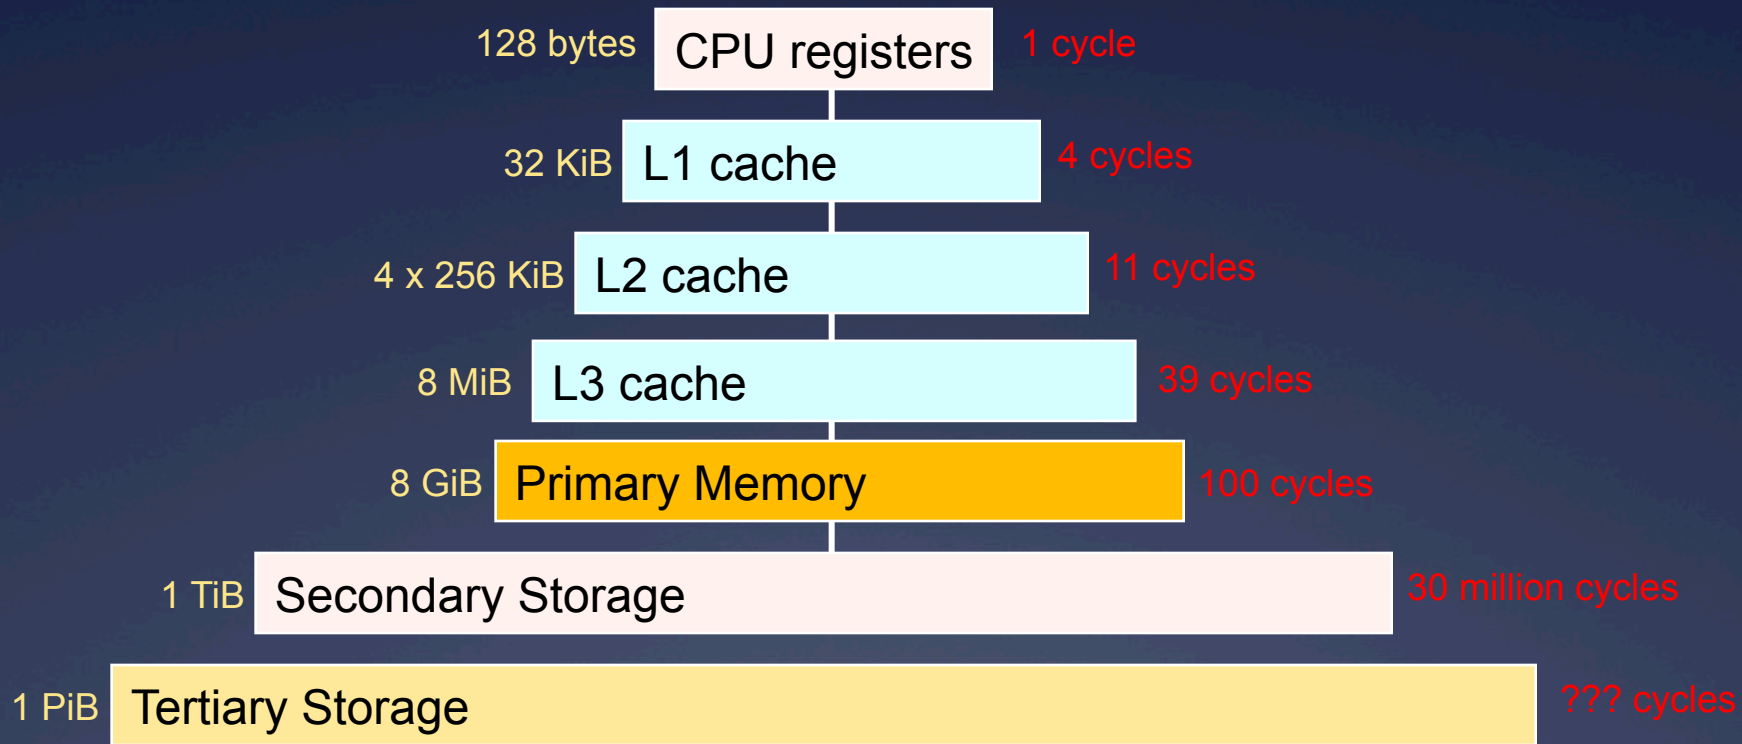 128 bytes CPU registers 1 cycle
32 KiB L1 cache 4 cycles
4 x 256 KiB L2 cache 11 cycles
8 MiB L3 cache 39 cycles
8 GiB Primary Memory 100 cycles
1 TiB Secondary Storage 30 million cycles
1 PiB Tertiary Storage ??? cycles